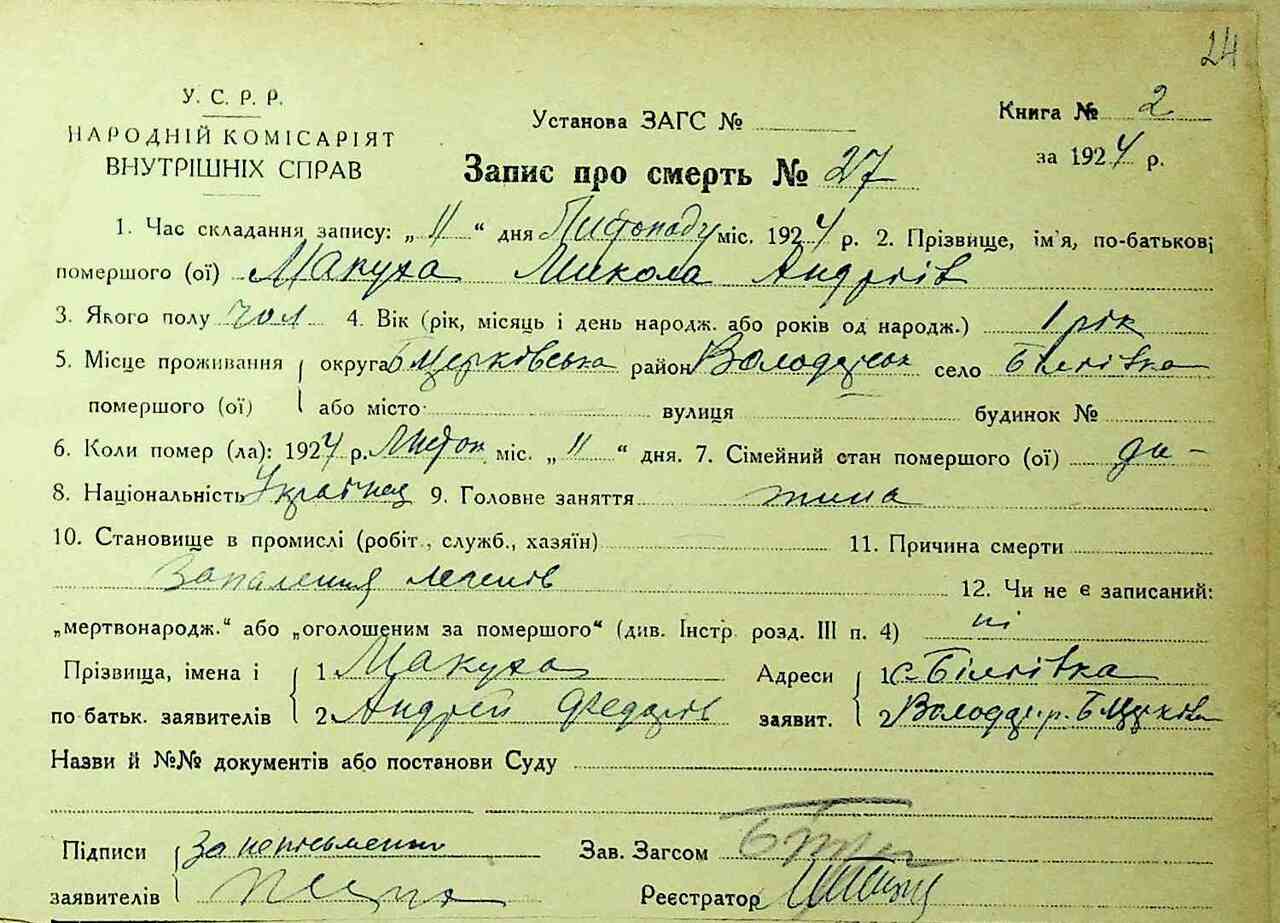 24
У. С. Р. Р.
НАРОДНІЙ КОМІСАРІЯТ
ВНУТРІШНІХ СПРАВ
Установа ЗАГС №
Книга № 2
за 1924 р.
Запис про смерть № 27
1. Час складання запису: „ 11 “ дня Листопаду міс. 1924 р. 2. Прізвище, ім'я, по-батькові
помершого (ої) Макуха Микола Андріїв
3. Якого полу чол 4. Вік (рік, місяць і день народж. або років од народж.) 1 рік
5. Місце проживання округа Б Церківська район Володарськ село Білиївка
помершого (ої) або місто вулиця будинок №
6. Коли помер (ла): 1924 р. Листоп міс. „ 11 “ дня. 7. Сімейний стан помершого (ої) ди-
8. Національність Українец 9. Головне заняття тина
10. Становище в промислі (робіт., служб., хазяїн) 11. Причина смерти
Запалення легенів
12. Чи не є записаний:
„мертвонародж.“ або „оголошеним за помершого“ (див. Інстр. розд. III п. 4) ні
Прізвища, імена і 1 Макуха Адреси 1 с.
по батьк. заявителів 2 Андрей Федорів заявит. 2
Назви й №№ документів або постанови Суду
Підписи За неписьмен
Зав. Загсом
заявителів
Реєстратор